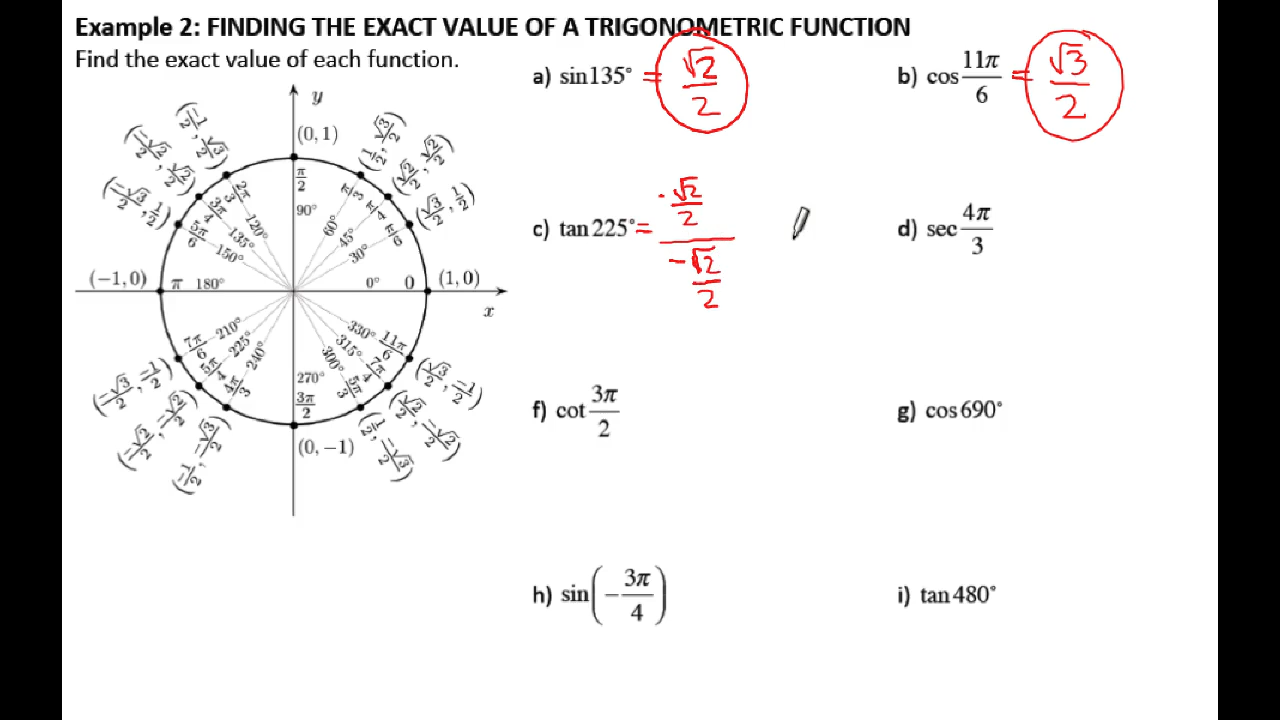 Example 2: FINDING THE EXACT VALUE OF A TRIGONOMETRIC FUNCTION
Find the exact value of each function.
a) sin135° = √2/2
b) cos 11π/6 = √3/2
c) tan225° = (-√2/2)/(-√2/2)
d) sec 4π/3
f) cot 3π/2
g) cos690°
h) sin(-3π/4)
i) tan480°
y
x
(0, 1)
π/2
90°
(1/2, √3/2)
π/3
60°
(√2/2, √2/2)
π/4
45°
(√3/2, 1/2)
π/6
30°
(1, 0)
0
0°
(-1/2, √3/2)
2π/3
120°
(-√2/2, √2/2)
3π/4
135°
(-√3/2, 1/2)
5π/6
150°
(-1, 0)
π
180°
(-√3/2, -1/2)
7π/6
210°
(-√2/2, -√2/2)
5π/4
225°
(-1/2, -√3/2)
4π/3
240°
270°
3π/2
(0, -1)
(1/2, -√3/2)
5π/3
300°
(√2/2, -√2/2)
7π/4
315°
(√3/2, -1/2)
11π/6
330°